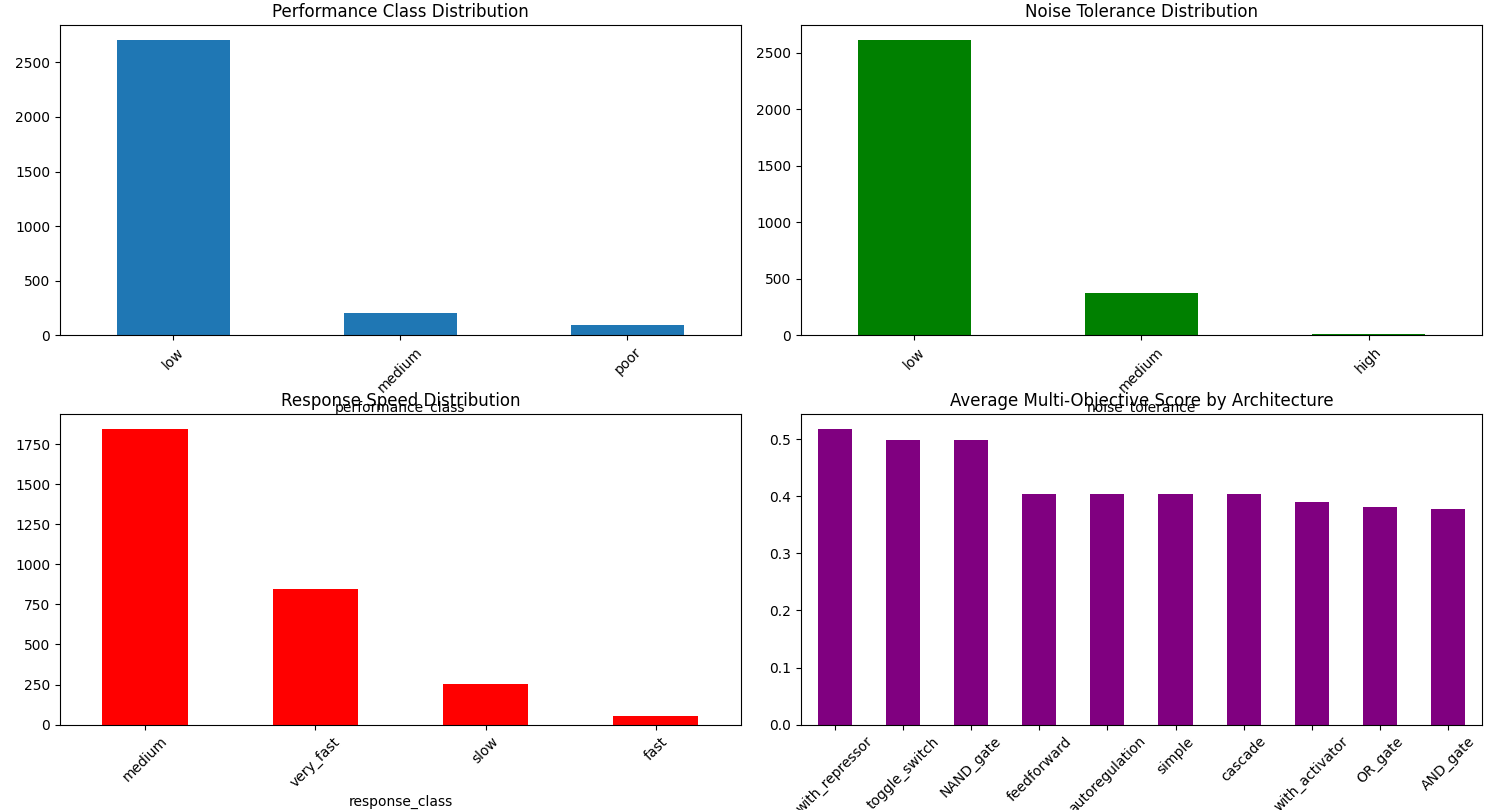 Performance Class Distribution
2500
2000
1500
1000
500
0
low
medium
poor
performance_class
Noise Tolerance Distribution
2500
2000
1500
1000
500
0
low
medium
high
noise_tolerance
Response Speed Distribution
1750
1500
1250
1000
750
500
250
0
medium
very_fast
slow
fast
response_class
Average Multi-Objective Score by Architecture
0.5
0.4
0.3
0.2
0.1
0.0
with_repressor
toggle_switch
NAND_gate
feedforward
autoregulation
simple
cascade
with_activator
OR_gate
AND_gate